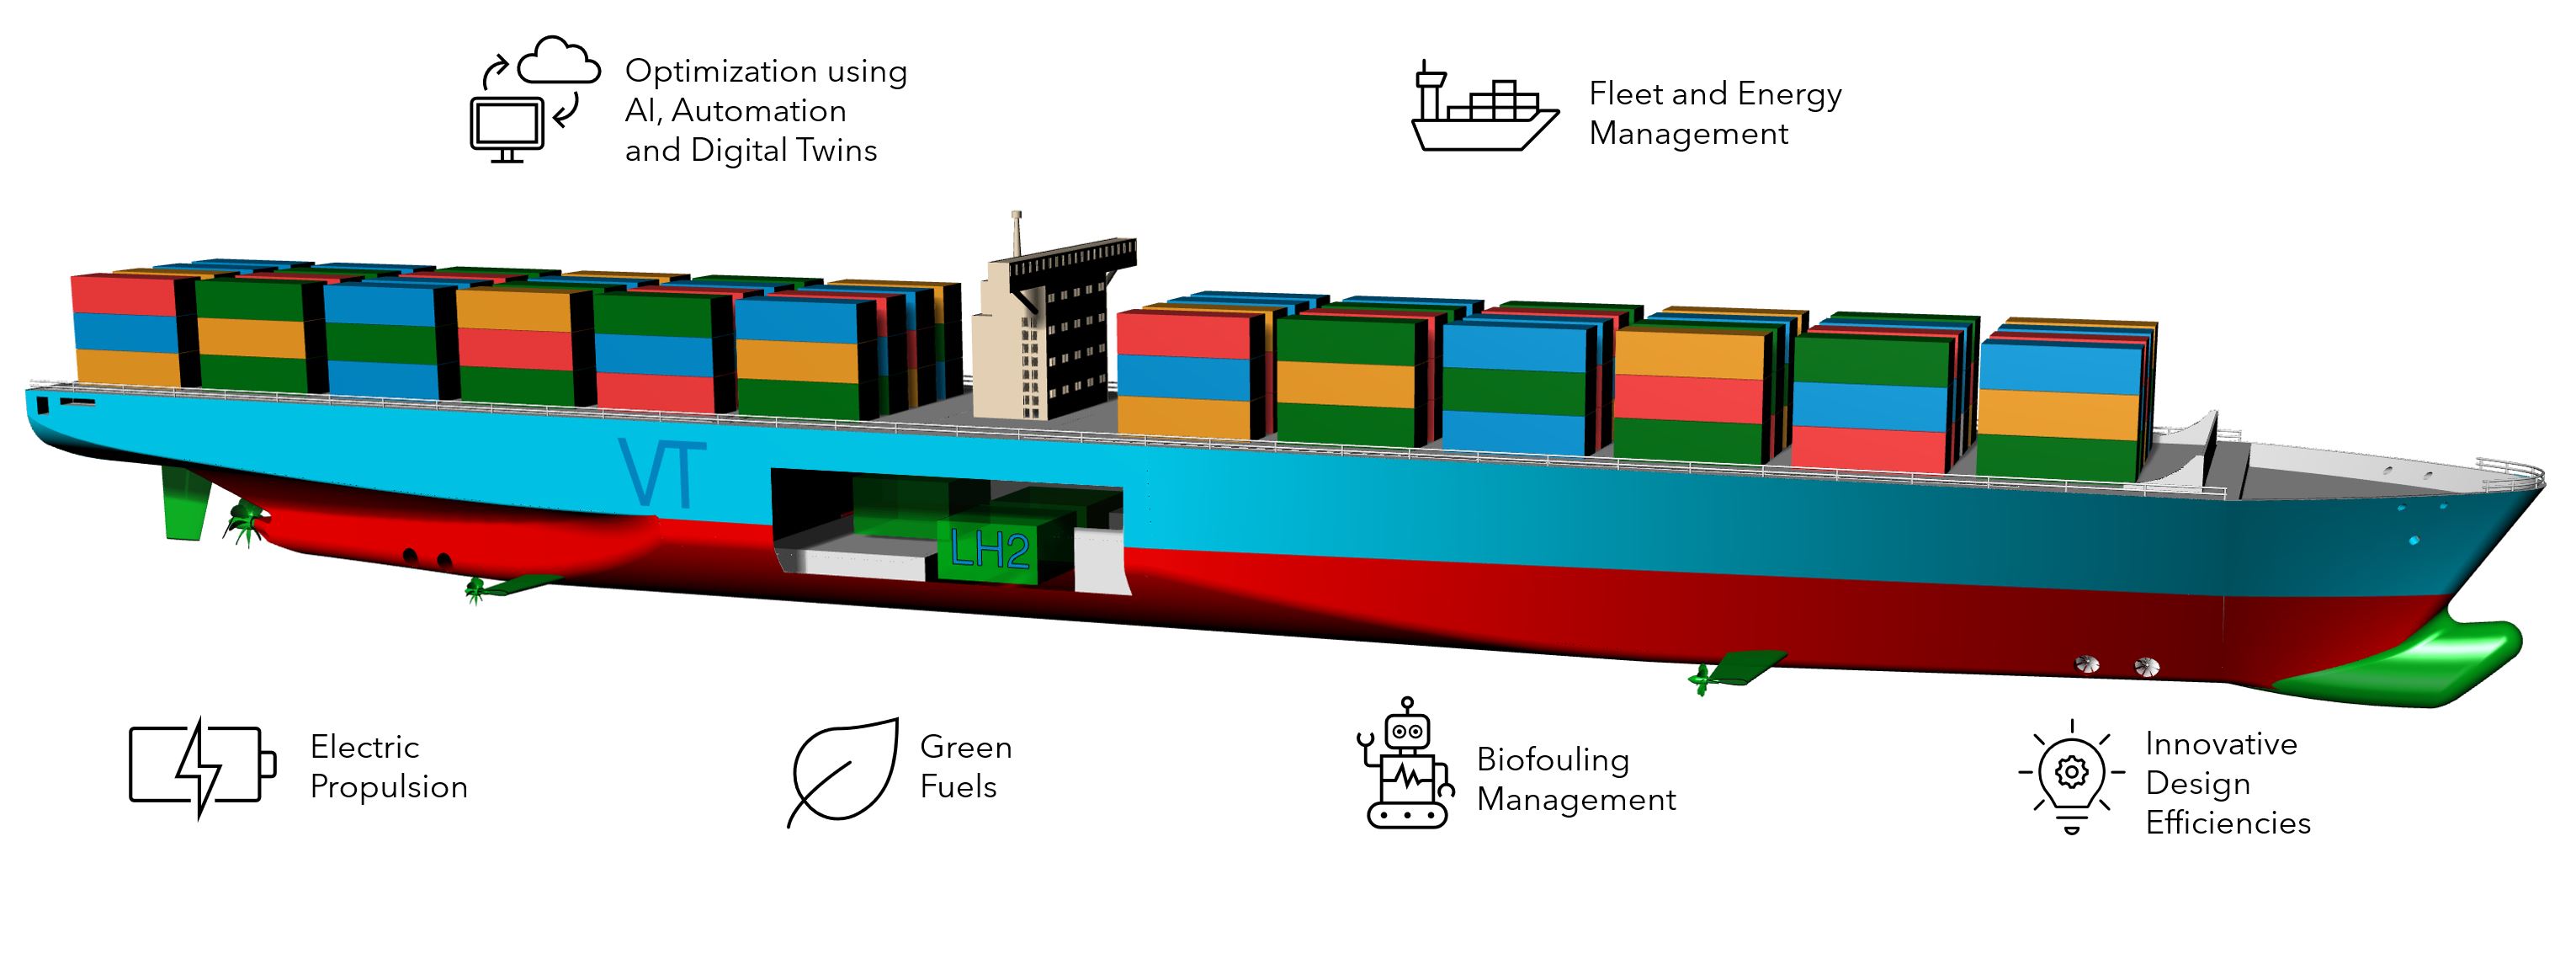 Optimization using
AI, Automation
and Digital Twins
Fleet and Energy
Management
VT
LH2
Electric
Propulsion
Green
Fuels
Biofouling
Management
Innovative
Design
Efficiencies